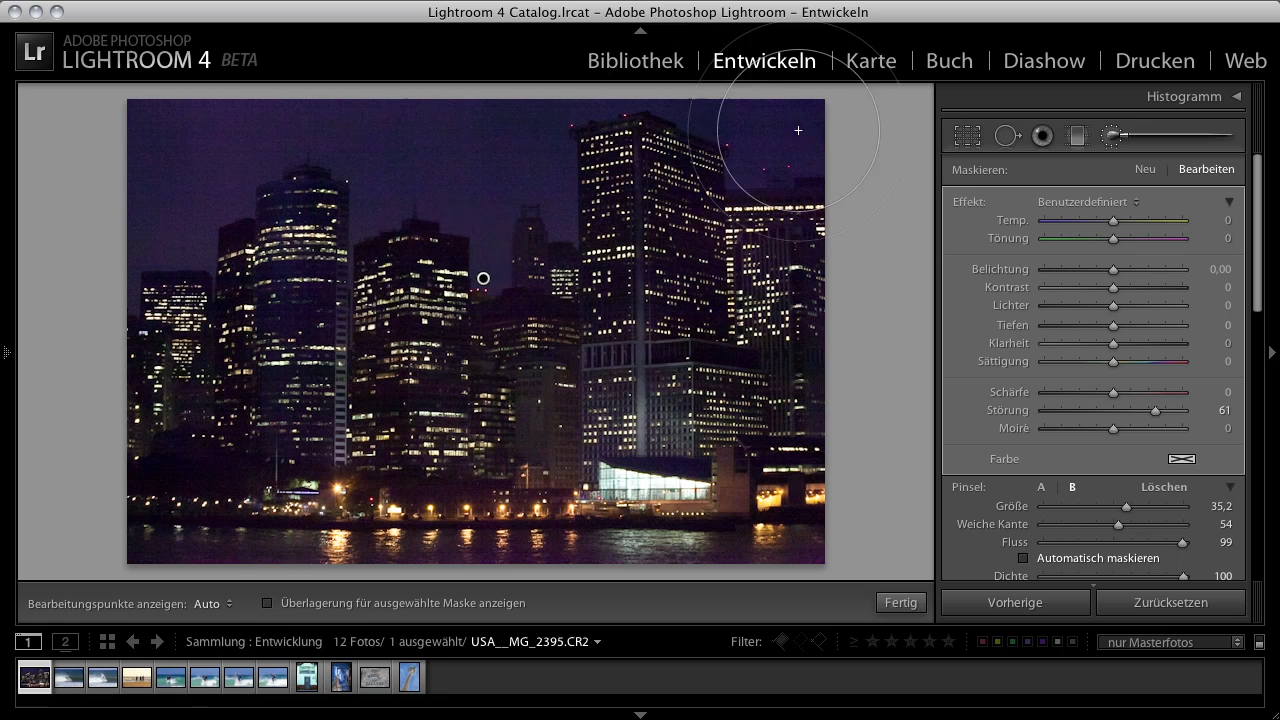 Lightroom 4 Catalog.lrcat – Adobe Photoshop Lightroom – Entwickeln
Lr
ADOBE PHOTOSHOP
LIGHTROOM 4 BETA
Bibliothek | Entwickeln | Karte | Buch | Diashow | Drucken | Web
Histogramm
Maskieren: Neu | Bearbeiten
Effekt: Benutzerdefiniert
Temp. 0
Tönung 0
Belichtung 0,00
Kontrast 0
Lichter 0
Tiefen 0
Klarheit 0
Sättigung 0
Schärfe 0
Störung 61
Moiré 0
Farbe
Pinsel: A | B Löschen
Größe 35,2
Weiche Kante 54
Fluss 99
Automatisch maskieren
Dichte 100
Bearbeitungspunkte anzeigen: Auto Überlagerung für ausgewählte Maske anzeigen Fertig
Vorherige Zurücksetzen
1 2 Sammlung : Entwicklung 12 Fotos/ 1 ausgewählt/ USA__MG_2395.CR2 Filter: ≥ nur Masterfotos